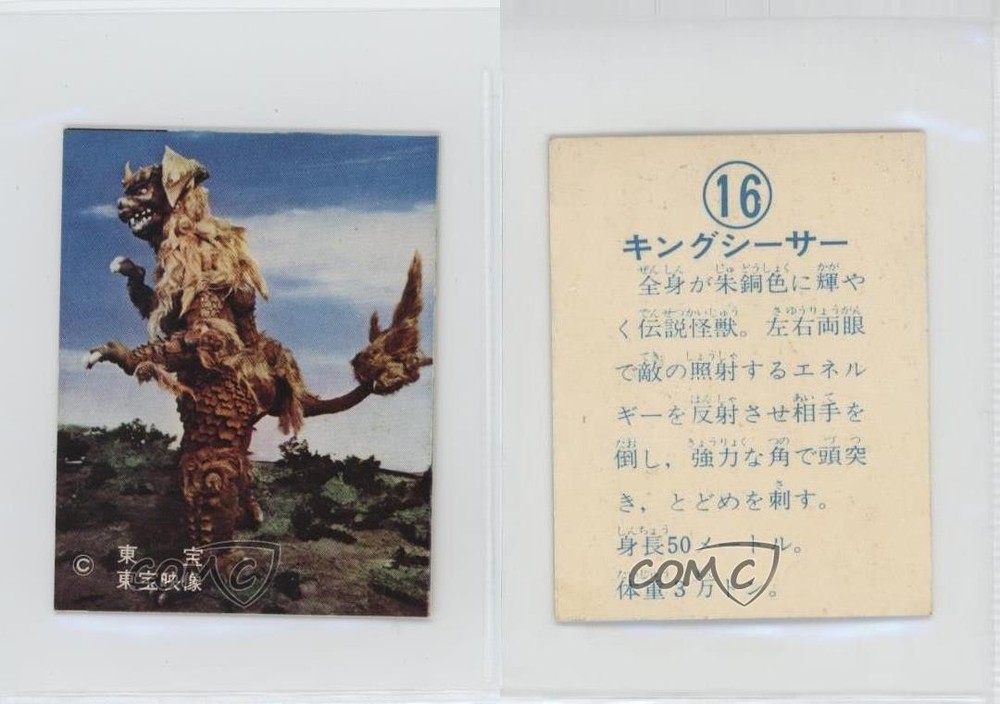 東宝
© 東宝映像
COMC
16
キングシーサー
全身が朱銅色に輝や
く伝説怪獣。左右両眼
で敵の照射するエネル
ギーを反射させ相手を
倒し，強力な角で頭突
き，とどめを刺す。
身長50メートル。
体重3万トン。
COMC